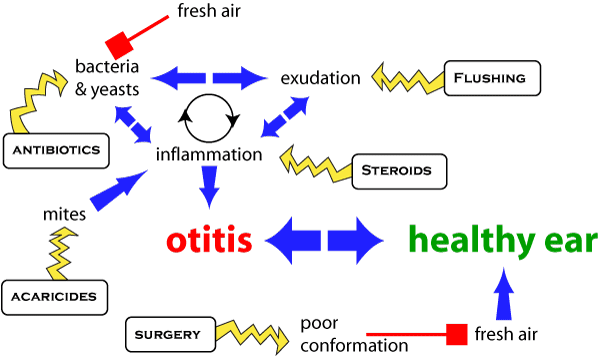 fresh air
bacteria
& yeasts
exudation
FLUSHING
ANTIBIOTICS
inflammation
STEROIDS
mites
otitis
healthy ear
ACARICIDES
SURGERY
poor
conformation
fresh air